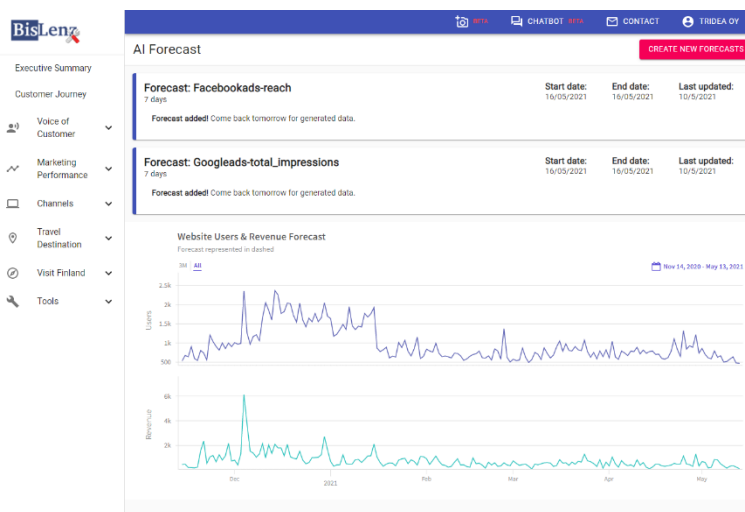 BisLenz
BETA
CHATBOT BETA
CONTACT
TRIDEA OY
AI Forecast
CREATE NEW FORECASTS
Executive Summary
Customer Journey
Voice of
Customer
Marketing
Performance
Channels
Travel
Destination
Visit Finland
Tools
Forecast: Facebookads-reach
7 days
Start date:
16/05/2021
End date:
16/05/2021
Last updated:
10/5/2021
Forecast added! Come back tomorrow for generated data.
Forecast: Googleads-total_impressions
7 days
Start date:
16/05/2021
End date:
16/05/2021
Last updated:
10/5/2021
Forecast added! Come back tomorrow for generated data.
Website Users & Revenue Forecast
Forecast represented in dashed
3M All
Nov 14, 2020 - May 13, 2021
Users
2.5k
2k
1.5k
1k
500
Revenue
6k
4k
2k
Dec 2021 Feb Mar Apr May